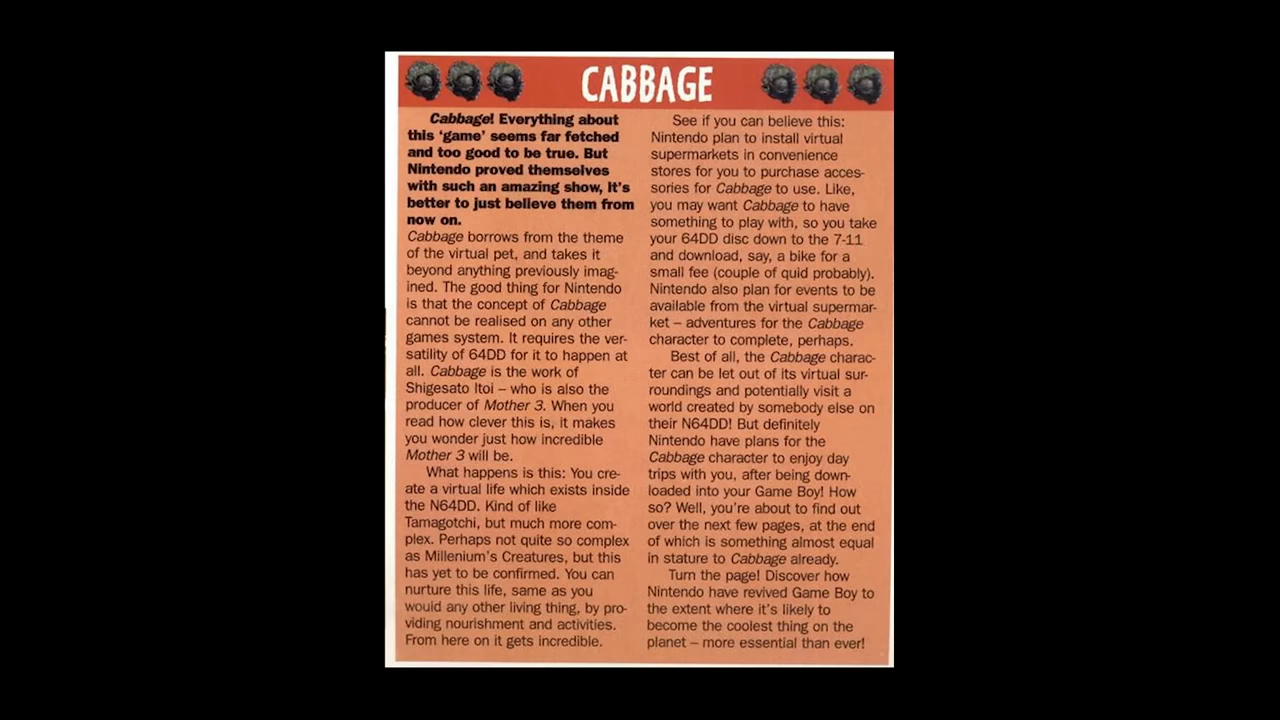 CABBAGE
Cabbage! Everything about
this ‘game’ seems far fetched
and too good to be true. But
Nintendo proved themselves
with such an amazing show, it’s
better to just believe them from
now on.
Cabbage borrows from the theme
of the virtual pet, and takes it
beyond anything previously imag-
ined. The good thing for Nintendo
is that the concept of Cabbage
cannot be realised on any other
games system. It requires the ver-
satility of 64DD for it to happen at
all. Cabbage is the work of
Shigesato Itoi – who is also the
producer of Mother 3. When you
read how clever this is, it makes
you wonder just how incredible
Mother 3 will be.
What happens is this: You cre-
ate a virtual life which exists inside
the N64DD. Kind of like
Tamagotchi, but much more com-
plex. Perhaps not quite so complex
as Millenium’s Creatures, but this
has yet to be confirmed. You can
nurture this life, same as you
would any other living thing, by pro-
viding nourishment and activities.
From here on it gets incredible.
See if you can believe this:
Nintendo plan to install virtual
supermarkets in convenience
stores for you to purchase acces-
sories for Cabbage to use. Like,
you may want Cabbage to have
something to play with, so you take
your 64DD disc down to the 7-11
and download, say, a bike for a
small fee (couple of quid probably).
Nintendo also plan for events to be
available from the virtual supermar-
ket – adventures for the Cabbage
character to complete, perhaps.
Best of all, the Cabbage charac-
ter can be let out of its virtual sur-
roundings and potentially visit a
world created by somebody else on
their N64DD! But definitely
Nintendo have plans for the
Cabbage character to enjoy day
trips with you, after being down-
loaded into your Game Boy! How
so? Well, you’re about to find out
over the next few pages, at the end
of which is something almost equal
in stature to Cabbage already.
Turn the page! Discover how
Nintendo have revived Game Boy to
the extent where it’s likely to
become the coolest thing on the
planet – more essential than ever!